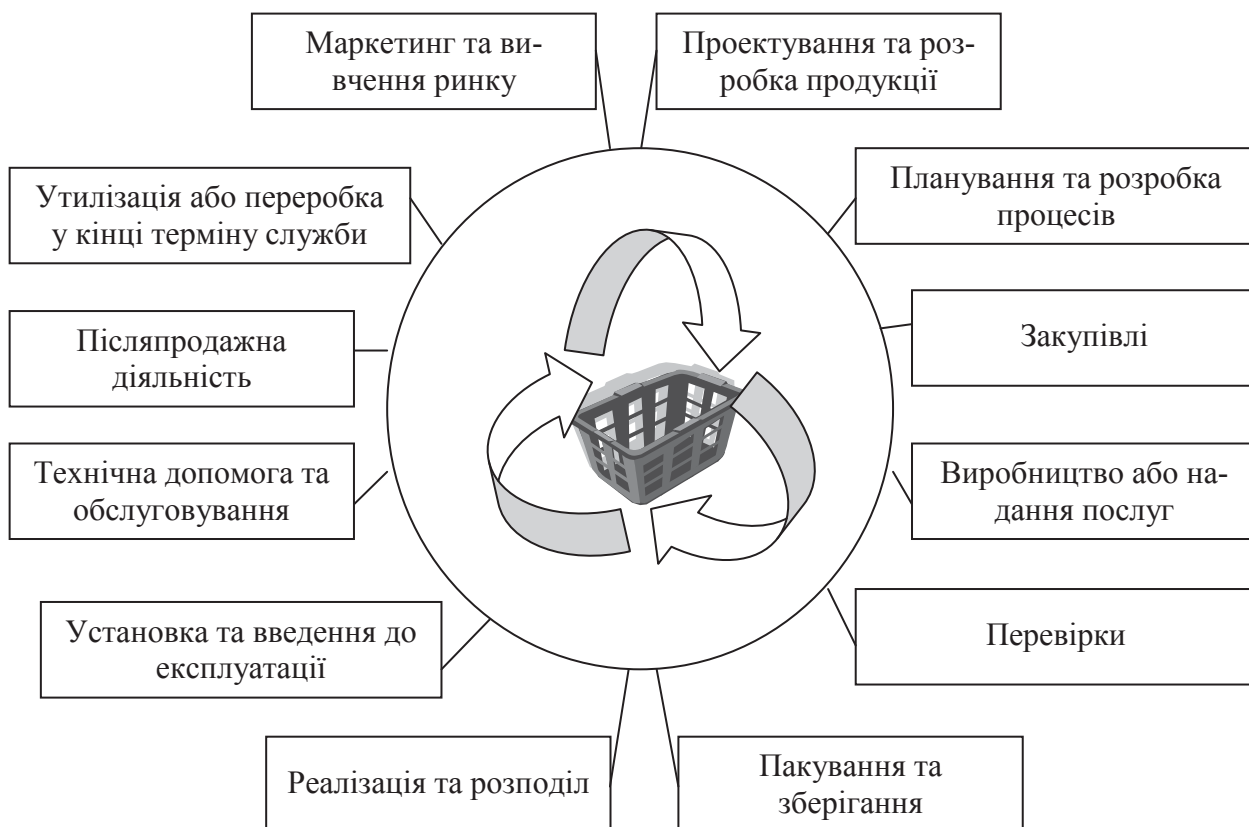 Маркетинг та ви-
вчення ринку
Проектування та роз-
робка продукції
Планування та розробка
процесів
Закупівлі
Виробництво або на-
дання послуг
Перевірки
Пакування та
зберігання
Реалізація та розподіл
Установка та введення до
експлуатації
Технічна допомога та
обслуговування
Післяпродажна
діяльність
Утилізація або переробка
у кінці терміну служби